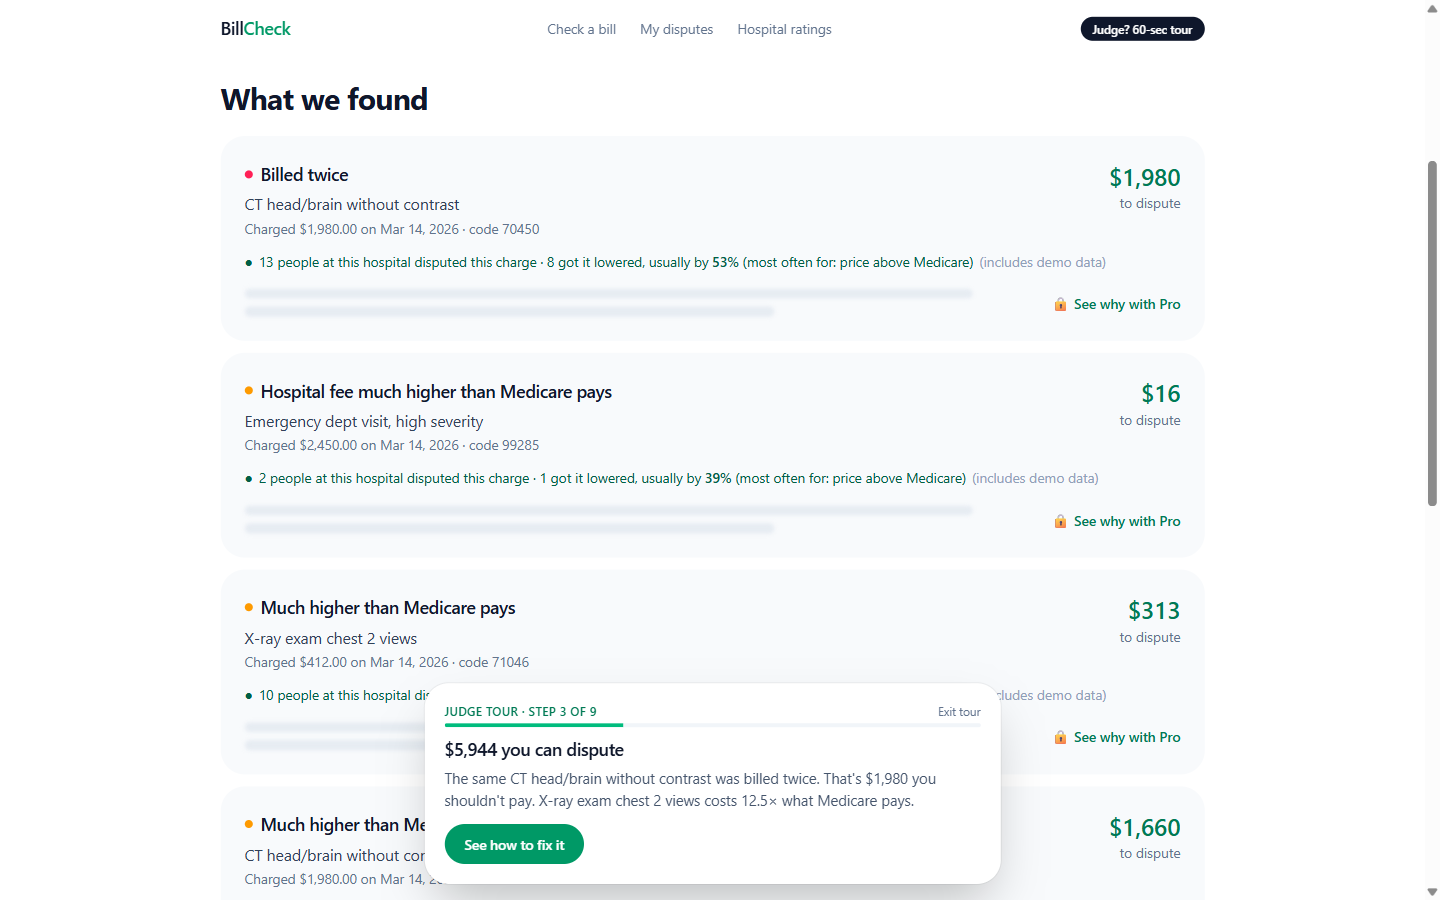 BillCheck
Check a bill
My disputes
Hospital ratings
Judge? 60-sec tour
What we found
Billed twice
$1,980
CT head/brain without contrast
to dispute
Charged $1,980.00 on Mar 14, 2026 · code 70450
13 people at this hospital disputed this charge · 8 got it lowered, usually by 53% (most often for: price above Medicare) (includes demo data)
🔒 See why with Pro
Hospital fee much higher than Medicare pays
$16
Emergency dept visit, high severity
to dispute
Charged $2,450.00 on Mar 14, 2026 · code 99285
2 people at this hospital disputed this charge · 1 got it lowered, usually by 39% (most often for: price above Medicare) (includes demo data)
🔒 See why with Pro
Much higher than Medicare pays
$313
X-ray exam chest 2 views
to dispute
Charged $412.00 on Mar 14, 2026 · code 71046
10 people at this hospital
demo data)
🔒 See why with Pro
JUDGE TOUR · STEP 3 OF 9
Exit tour
$5,944 you can dispute
The same CT head/brain without contrast was billed twice. That's $1,980 you
shouldn't pay. X-ray exam chest 2 views costs 12.5× what Medicare pays.
See how to fix it
Much higher than
$1,660
CT head/brain without
to dispute
Charged $1,980.00 on Mar 14,